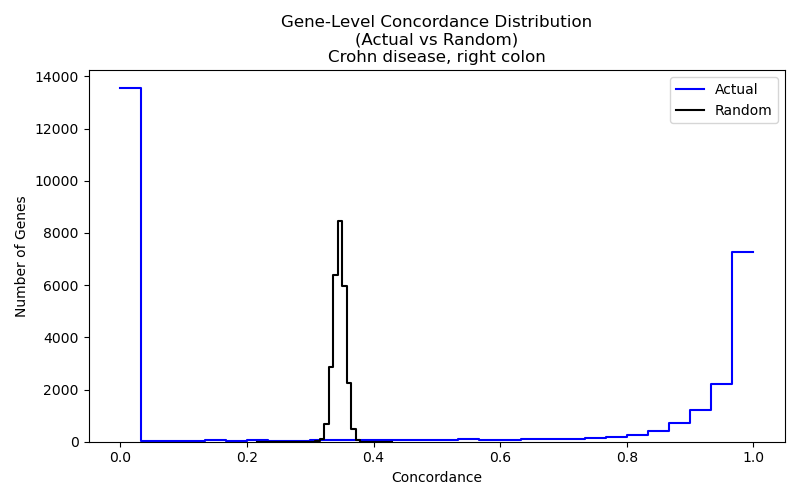 Gene-Level Concordance Distribution
(Actual vs Random)
Crohn disease, right colon
Actual
Random
Number of Genes
14000
12000
10000
8000
6000
4000
2000
0
0.0 0.2 0.4 0.6 0.8 1.0
Concordance